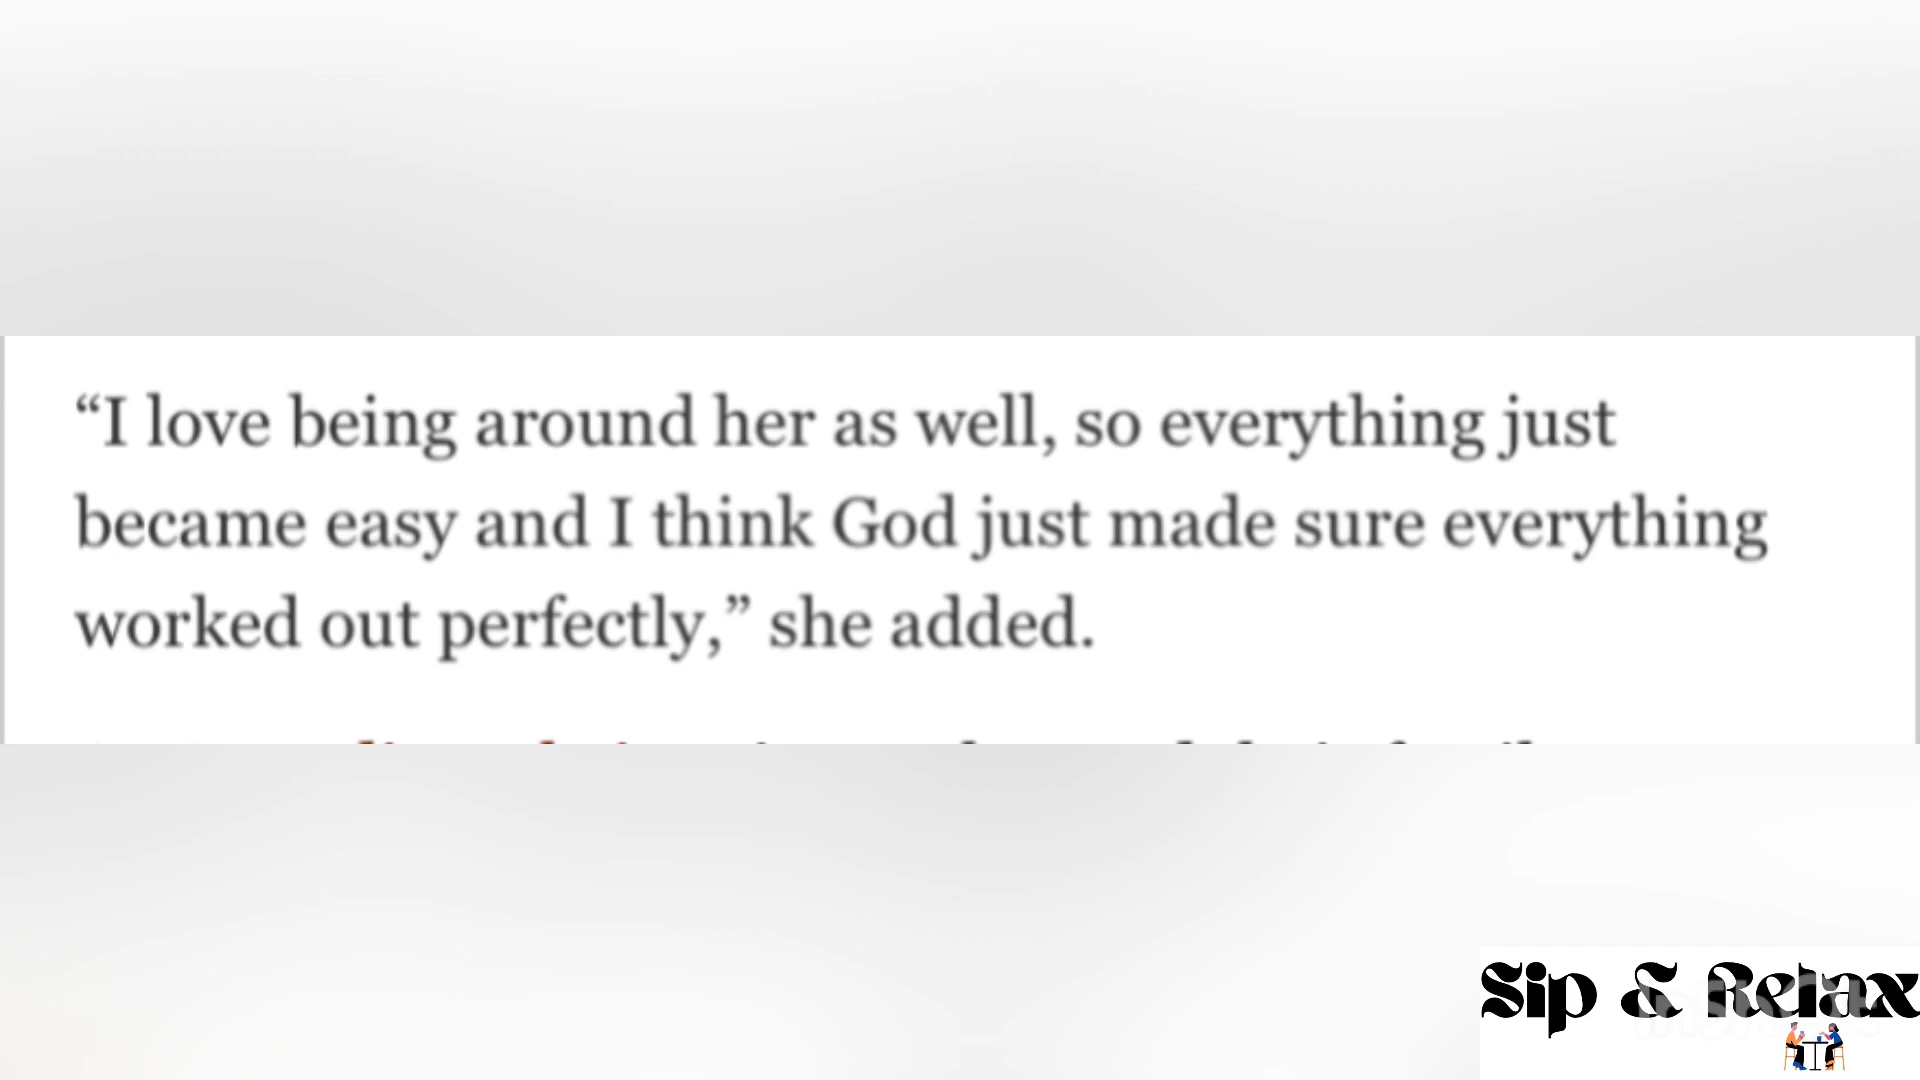 “I love being around her as well, so everything just
became easy and I think God just made sure everything
worked out perfectly,” she added.
Sip & Relax